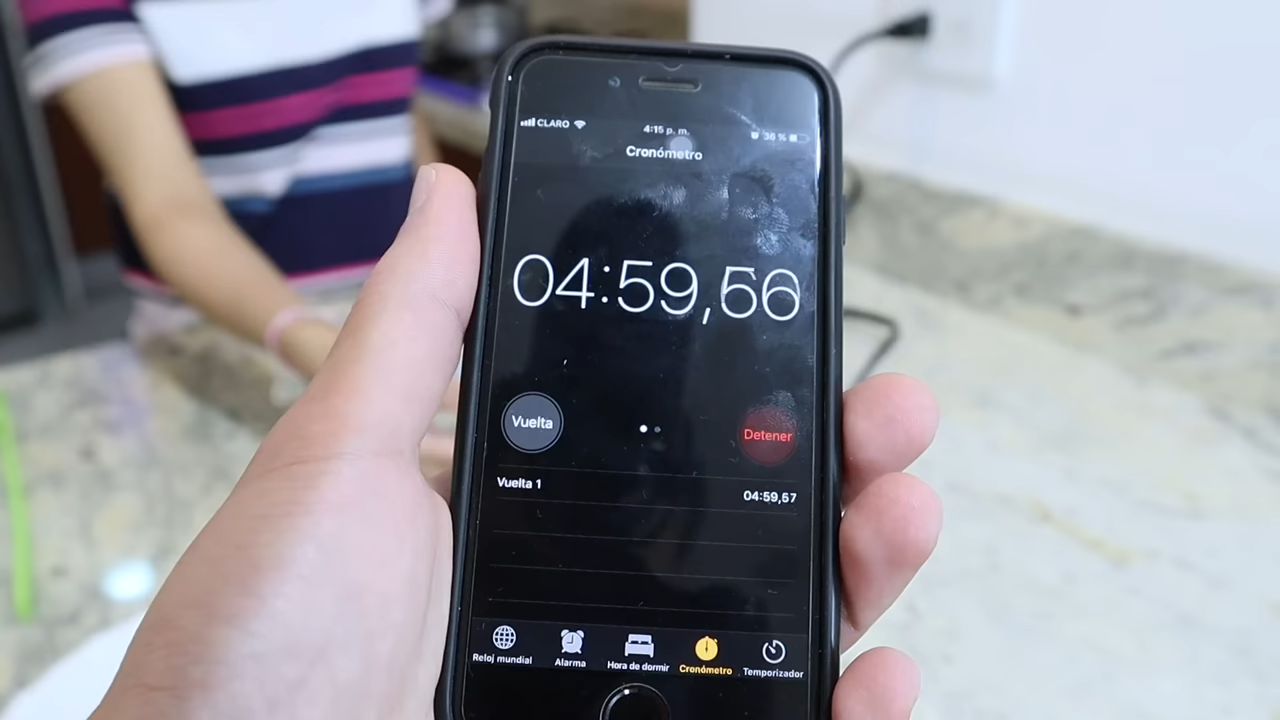 CLARO 4:15 p. m. 36 %
Cronómetro
04:59,56
Vuelta Detener
Vuelta 1 04:59,57
Reloj mundial Alarma Hora de dormir Cronómetro Temporizador